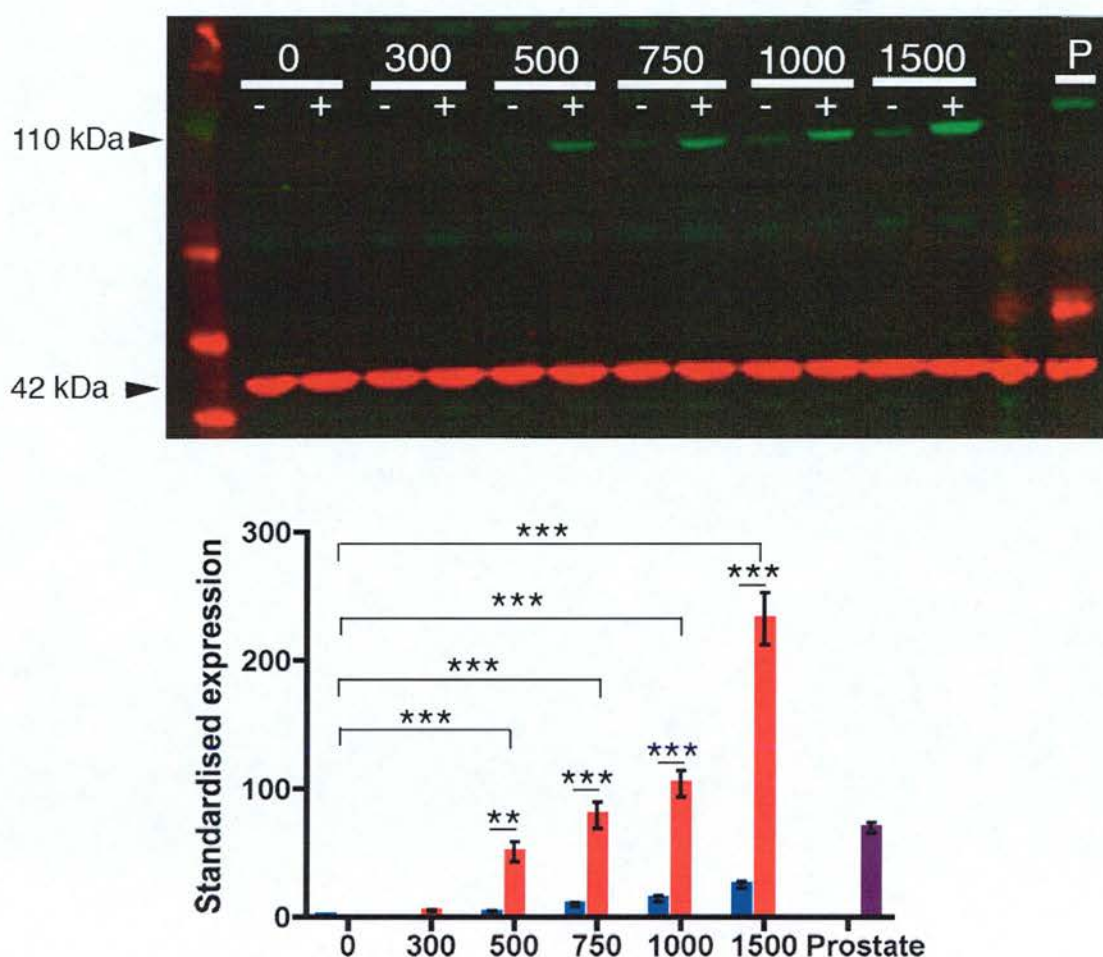 0 300 500 750 1000 1500 P
- + - + - + - + - + - +
110 kDa
42 kDa
300
***
***
***
200
***
***
***
***
100
**
0
Standardised expression
0 300 500 750 1000 1500 Prostate